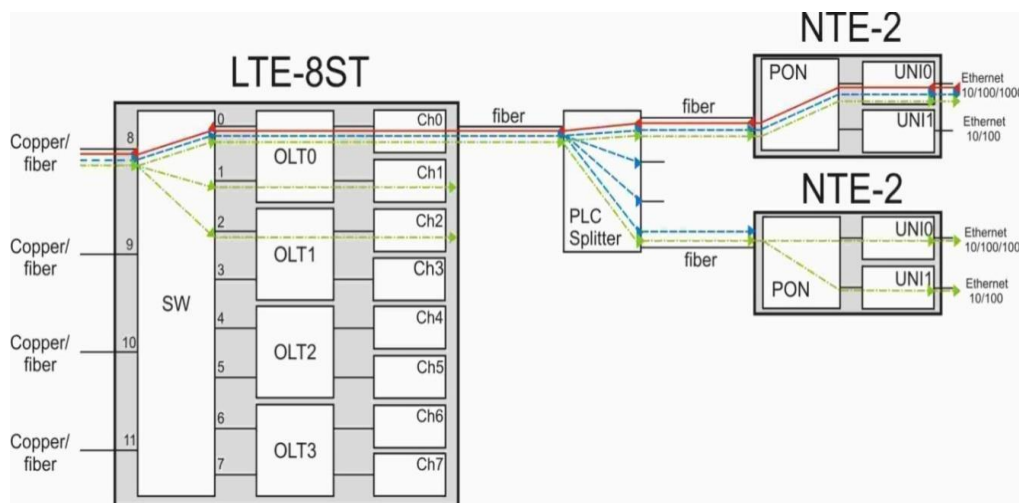 LTE-8ST
NTE-2
Copper/
fiber
8
SW
0
OLT0
Ch0
fiber
1
Ch1
Copper/
fiber
9
2
OLT1
Ch2
3
Ch3
Copper/
fiber
10
4
OLT2
Ch4
5
Ch5
Copper/
fiber
11
6
OLT3
Ch6
7
Ch7
PLC
Splitter
fiber
PON
UNI0
Ethernet
10/100/1000
UNI1
Ethernet
10/100
NTE-2
fiber
PON
UNI0
Ethernet
10/100/100
UNI1
Ethernet
10/100